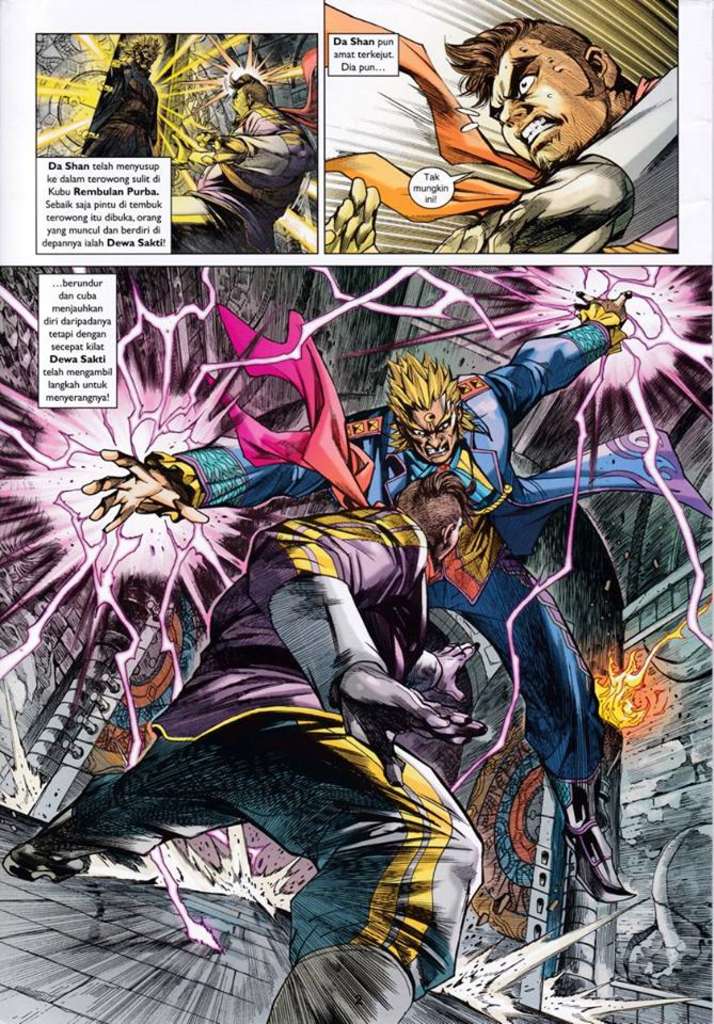 Da Shan telah menyusup
ke dalam terowong sulit di
Kubu Rembulan Purba.
Sebaik saja pintu di tembuk
terowong itu dibuka, orang
yang muncul dan berdiri di
depannya ialah Dewa Sakti!
Da Shan pun
amat terkejut.
Dia pun...
Tak
mungkin
ini!
...berundur
dan cuba
menjauhkan
diri daripadanya
tetapi dengan
secepat kilat
Dewa Sakti
telah mengambil
langkah untuk
menyerangnya!
2